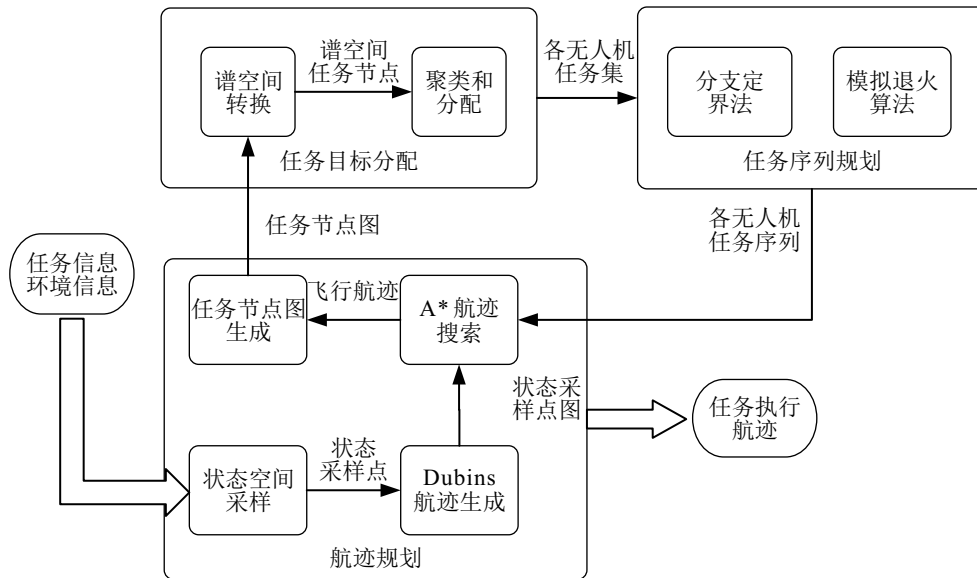 谱空间
转换
谱空间
任务节点
聚类和
分配
任务目标分配
各无人机
任务集
分支定
界法
模拟退火
算法
任务序列规划
任务节点图
各无人机
任务序列
任务信息
环境信息
任务节点图
生成
飞行航迹
A* 航迹
搜索
状态采
样点图
任务执行
航迹
状态空间
采样
状态
采样点
Dubins
航迹生成
航迹规划